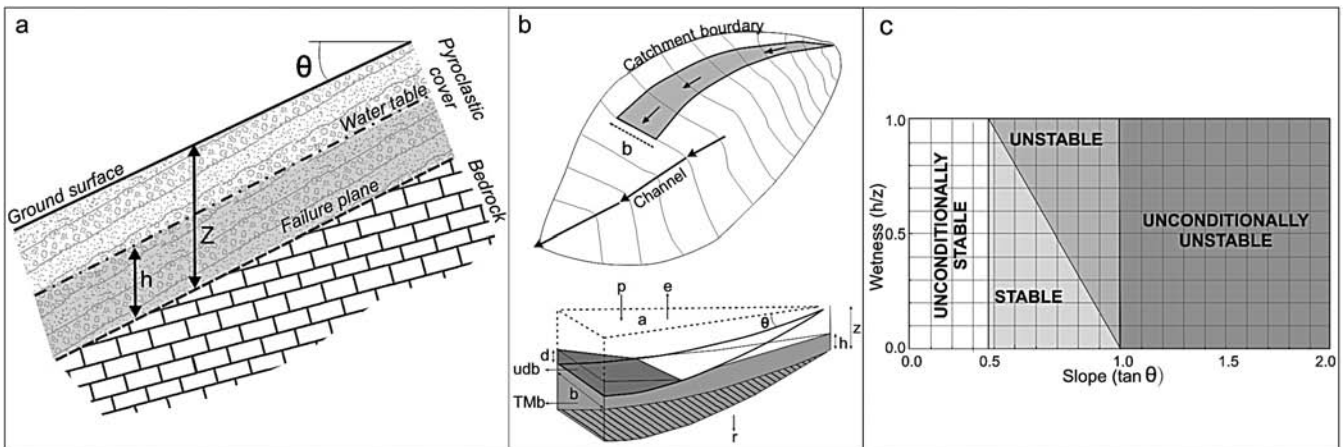 a
θ
Pyroclastic
cover
Water table
Ground surface
Z
Failure plane
Bedrock
h
b
Catchment boundary
b
Channel
p
e
a
θ
z
h
d
udb
b
TMb
r
c
Wetness (h/z)
1.0
0.5
0.0
UNCONDITIONALLY
STABLE
UNSTABLE
STABLE
UNCONDITIONALLY
UNSTABLE
0.0
0.5
1.0
1.5
2.0
Slope (tan θ)